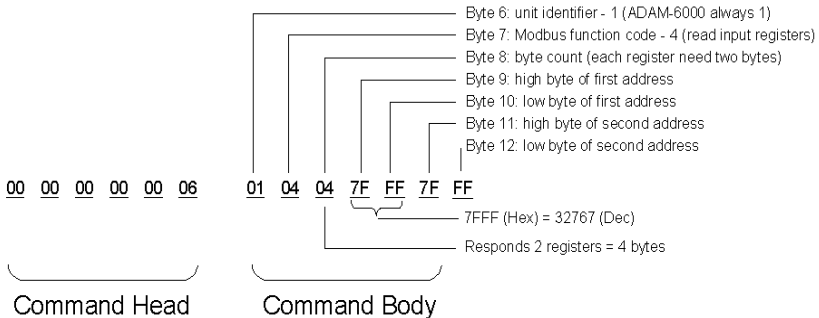 Byte 6: unit identifier - 1 (ADAM-6000 always 1)
Byte 7: Modbus function code - 4 (read input registers)
Byte 8: byte count (each register need two bytes)
Byte 9: high byte of first address
Byte 10: low byte of first address
Byte 11: high byte of second address
Byte 12: low byte of second address
00 00 00 00 00 06 01 04 04 7F FF 7F FF
7FFF (Hex) = 32767 (Dec)
Responds 2 registers = 4 bytes
Command Head Command Body